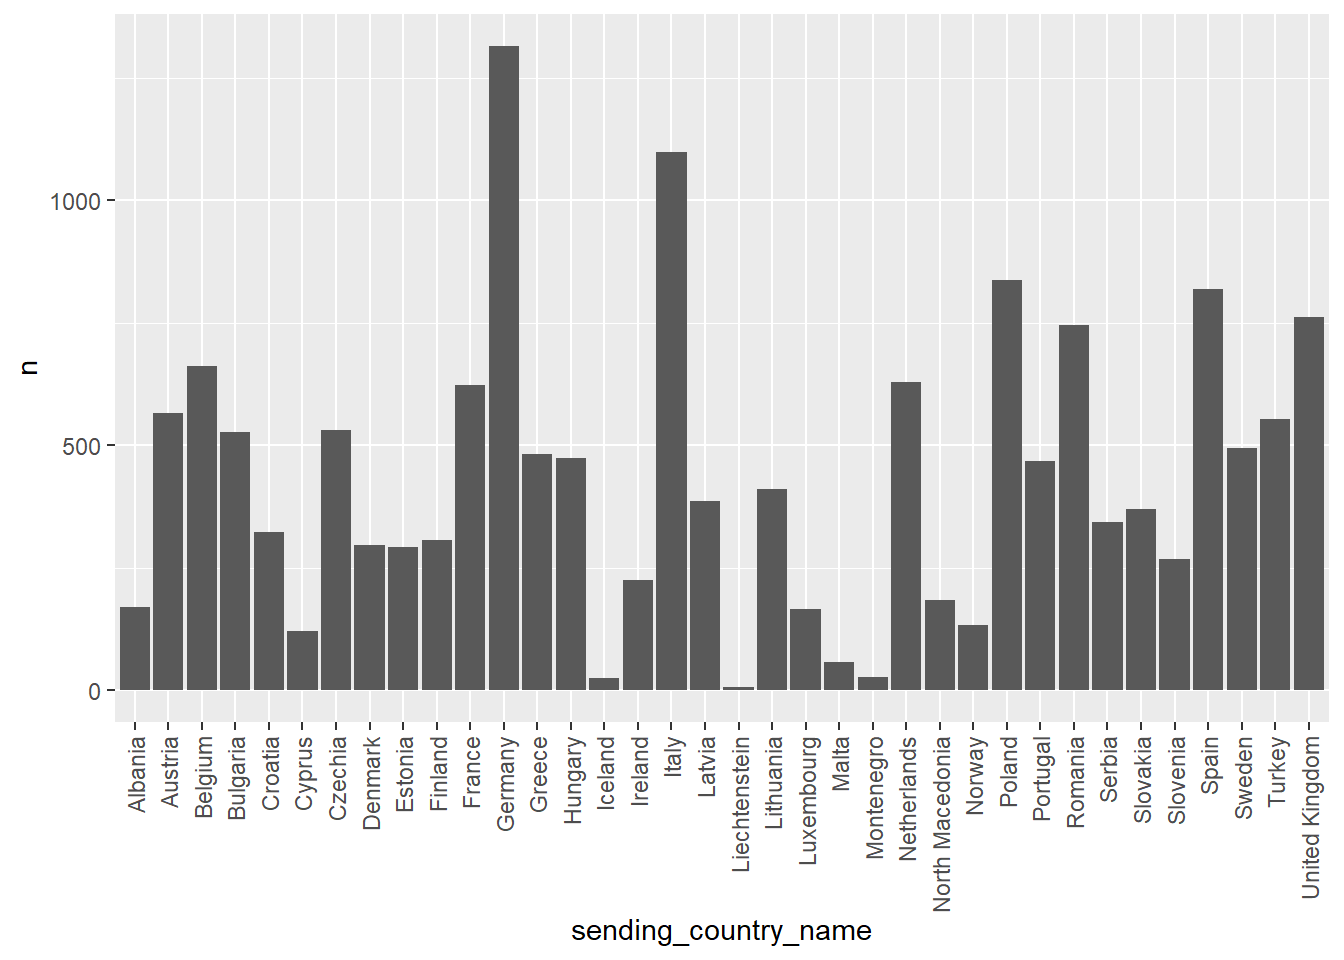 n
1000
500
0
Albania
Austria
Belgium
Bulgaria
Croatia
Cyprus
Czechia
Denmark
Estonia
Finland
France
Germany
Greece
Hungary
Iceland
Ireland
Italy
Latvia
Liechtenstein
Lithuania
Luxembourg
Malta
Montenegro
Netherlands
North Macedonia
Norway
Poland
Portugal
Romania
Serbia
Slovakia
Slovenia
Spain
Sweden
Turkey
United Kingdom
sending_country_name